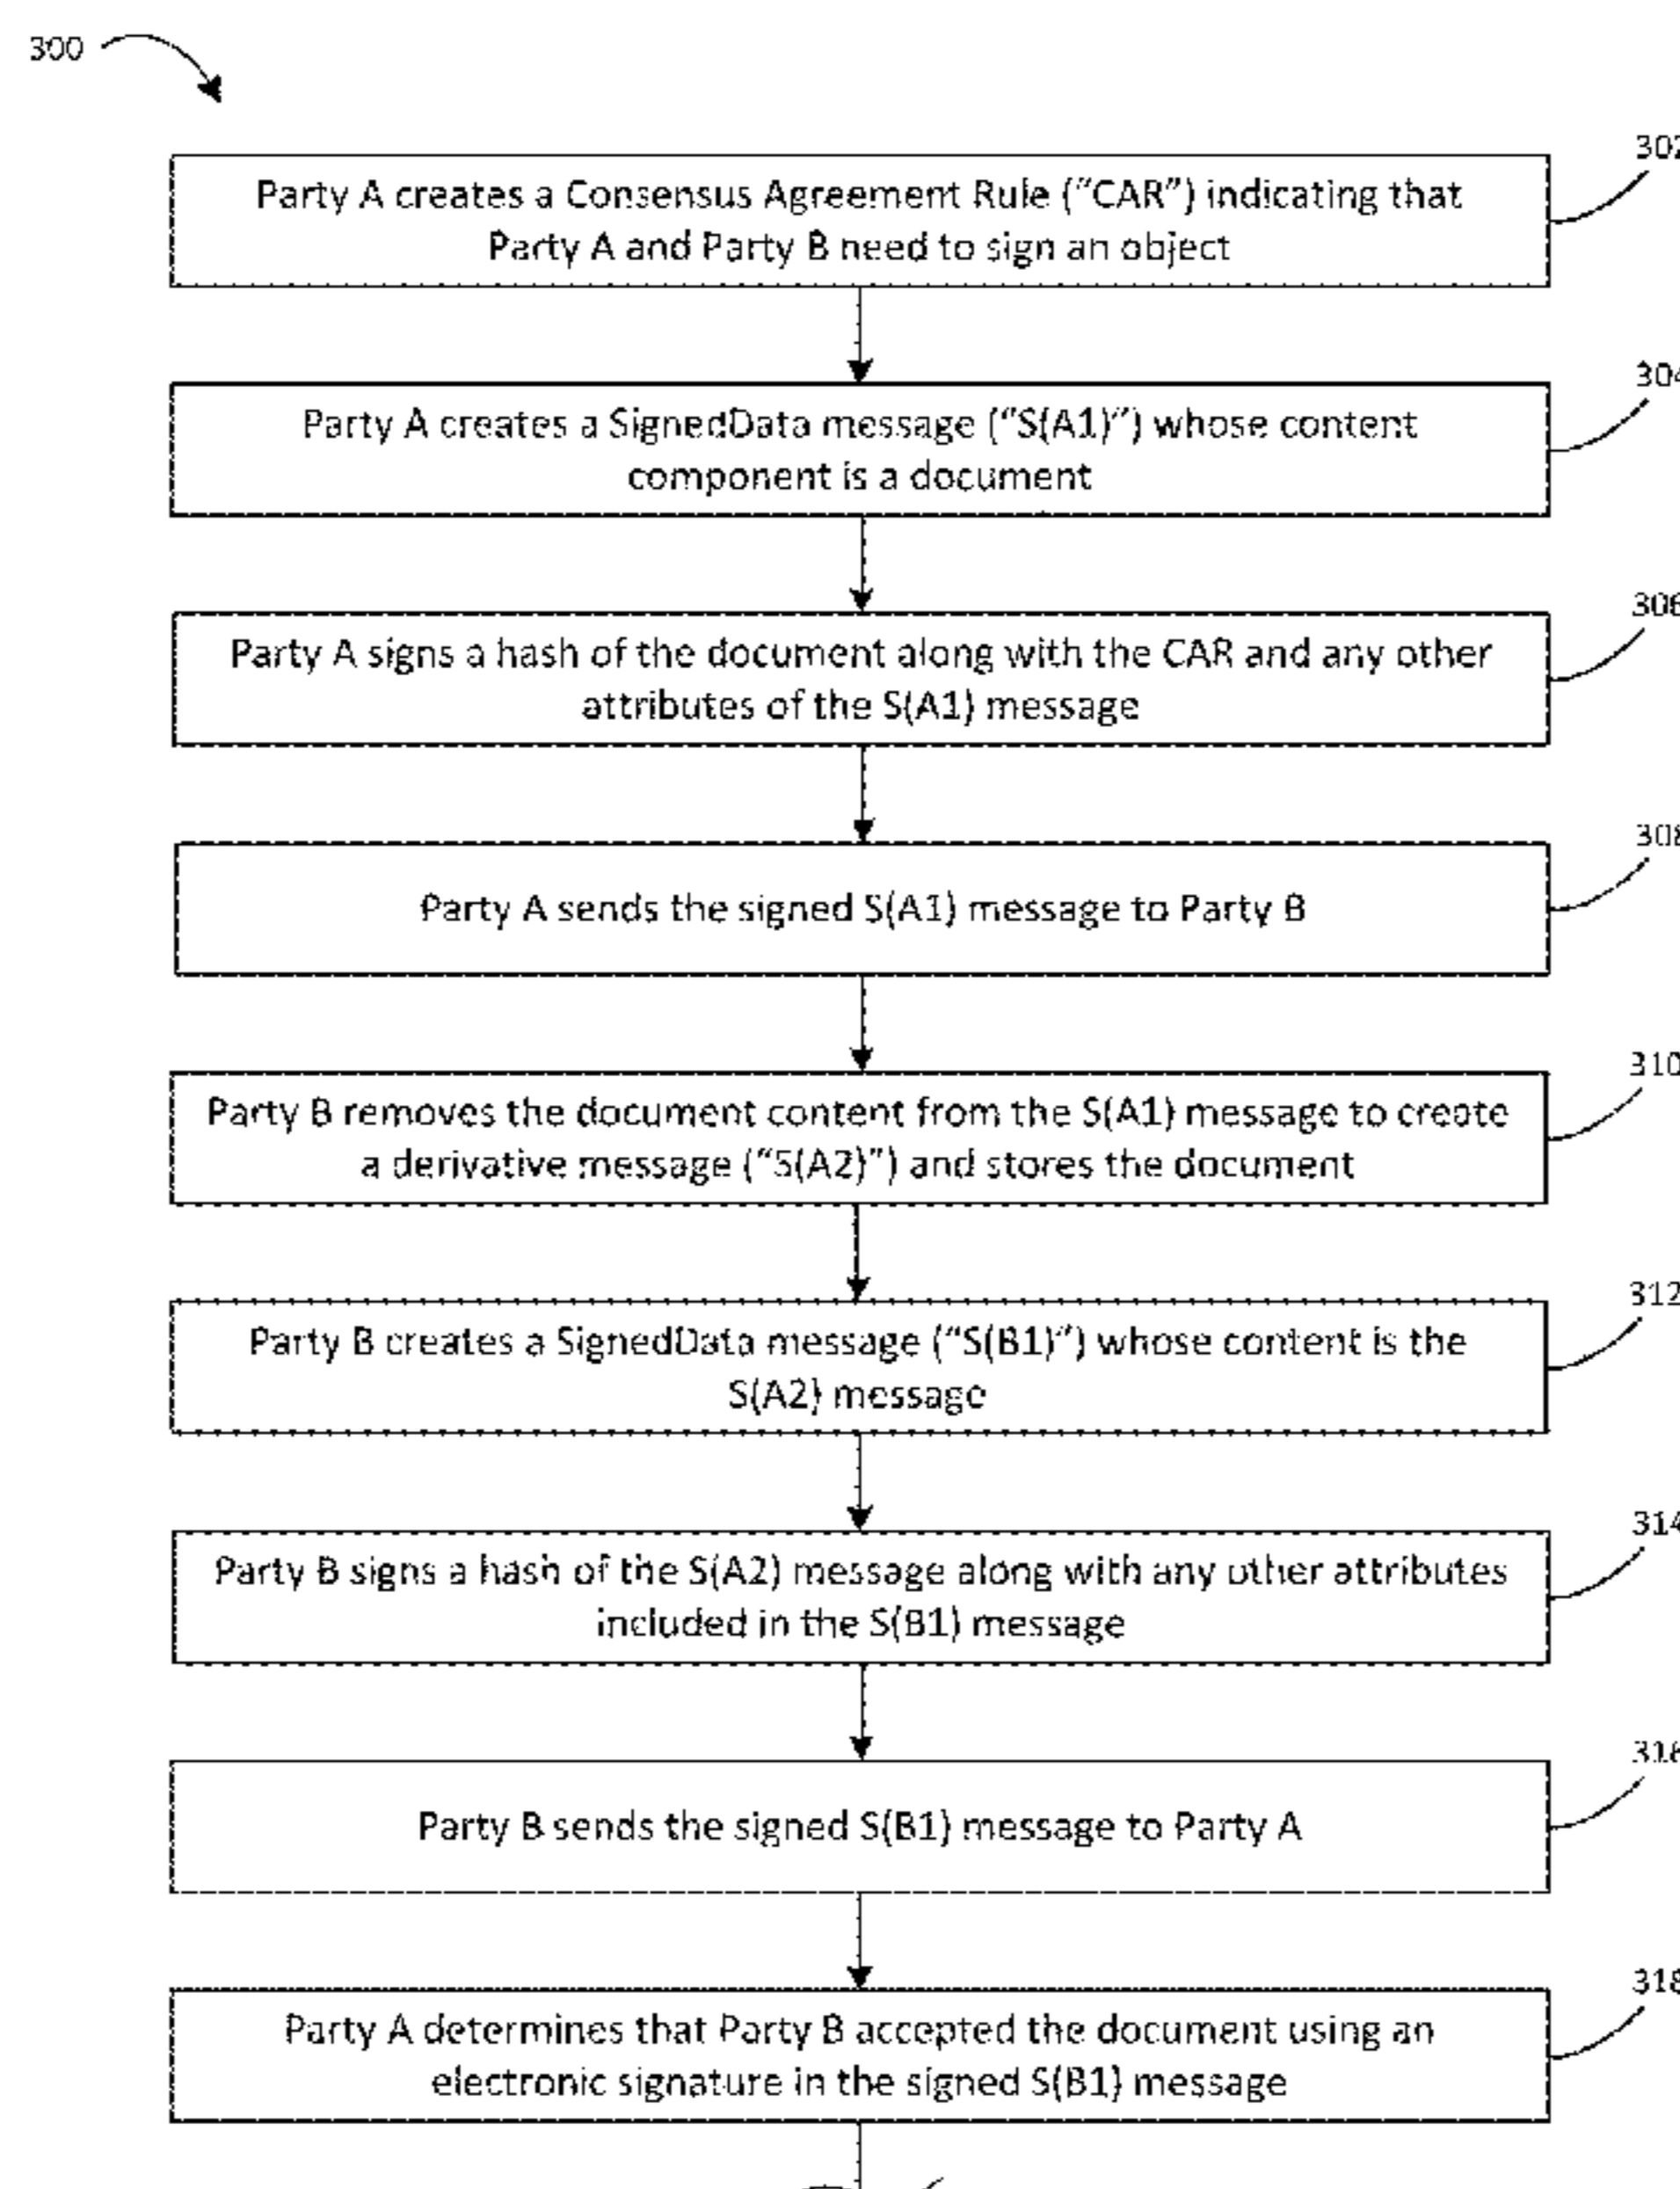 300
302
Party A creates a Consensus Agreement Rule (“CAR”) indicating that
Party A and Party B need to sign an object
304
Party A creates a SignedData message (“S(A1)”) whose content
component is a document
306
Party A signs a hash of the document along with the CAR and any other
attributes of the S(A1) message
308
Party A sends the signed S(A1) message to Party B
310
Party B removes the document content from the S(A1) message to create
a derivative message (“S(A2)”) and stores the document
312
Party B creates a SignedData message (“S(B1)”) whose content is the
S(A2) message
314
Party B signs a hash of the S(A2) message along with any other attributes
included in the S(B1) message
316
Party B sends the signed S(B1) message to Party A
318
Party A determines that Party B accepted the document using an
electronic signature in the signed S(B1) message